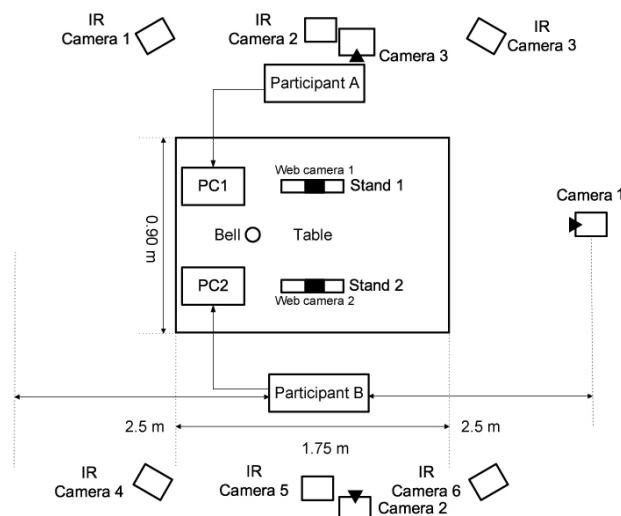 IR
Camera 1
IR
Camera 2
Camera 3
IR
Camera 3
Participant A
Web camera 1
PC1
Stand 1
Camera 1
0.90 m
Bell
Table
PC2
Stand 2
Web camera 2
Participant B
2.5 m
2.5 m
1.75 m
IR
Camera 4
IR
Camera 5
IR
Camera 6
Camera 2